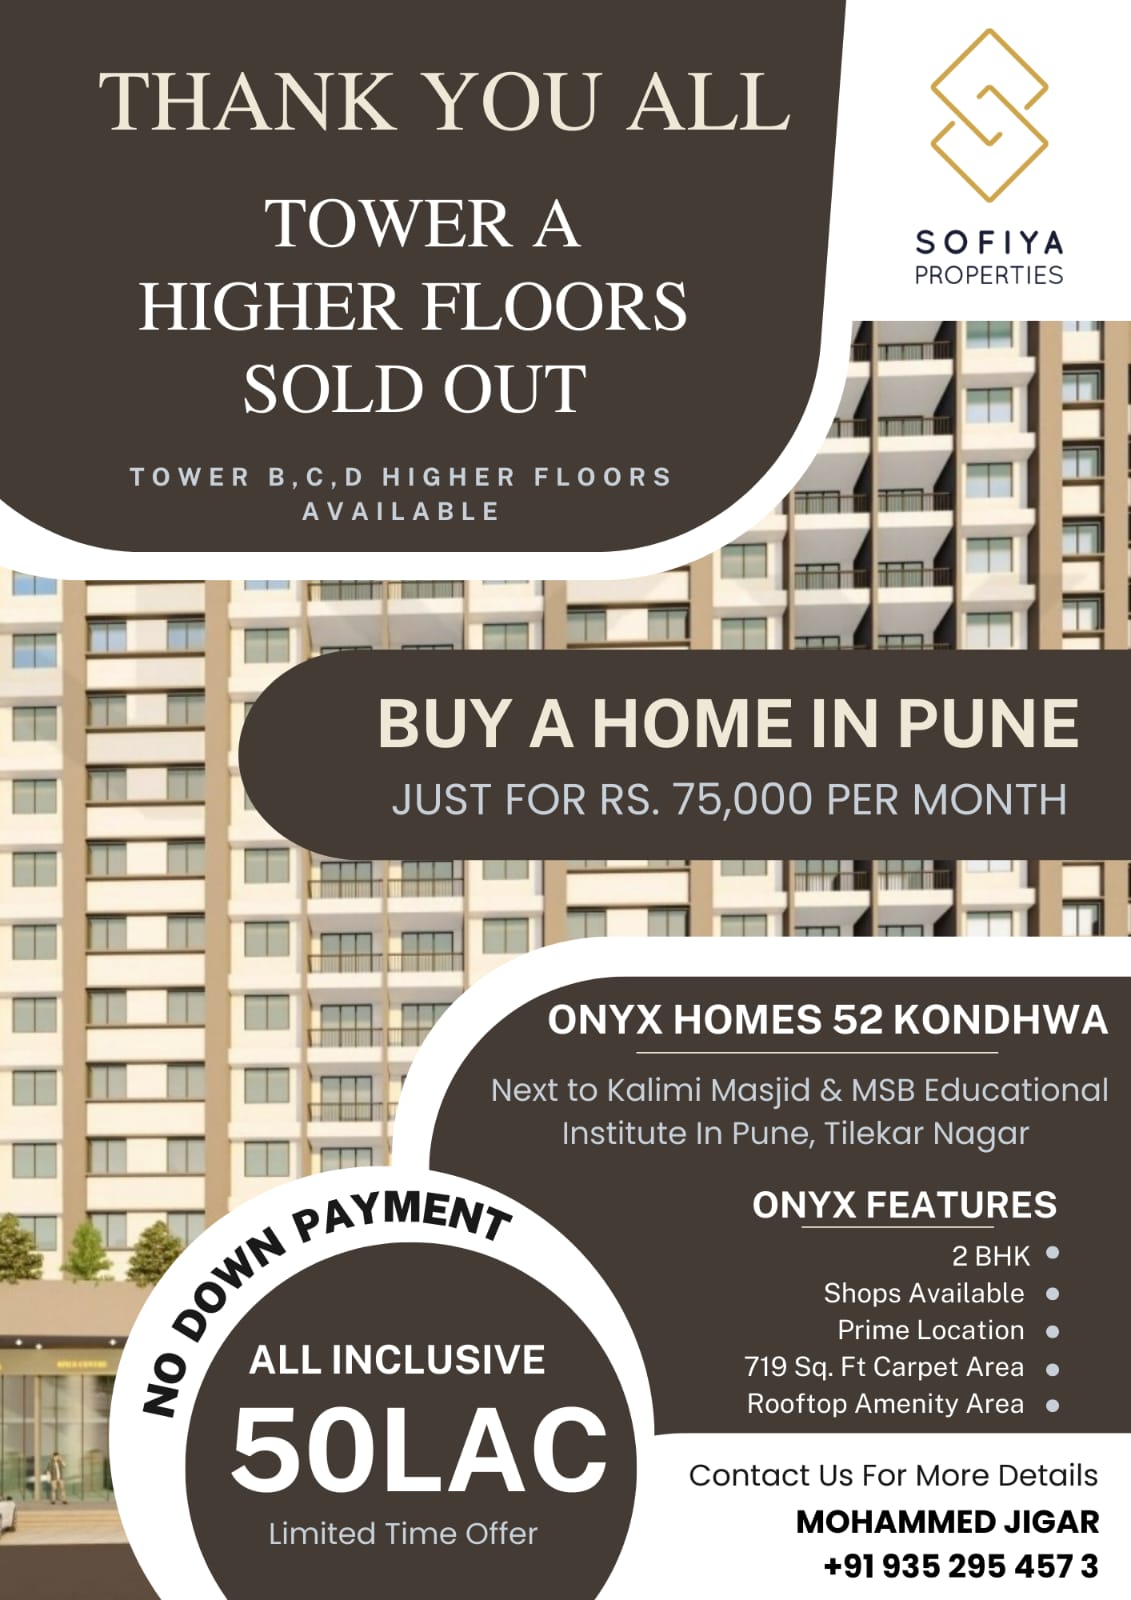 THANK YOU ALL
TOWER A
HIGHER FLOORS
SOLD OUT
TOWER B,C,D HIGHER FLOORS
AVAILABLE
SOFIYA
PROPERTIES
BUY A HOME IN PUNE
JUST FOR RS. 75,000 PER MONTH
ONYX HOMES 52 KONDHWA
Next to Kalimi Masjid & MSB Educational
Institute In Pune, Tilekar Nagar
ONYX FEATURES
2 BHK
Shops Available
Prime Location
719 Sq. Ft Carpet Area
Rooftop Amenity Area
NO DOWN PAYMENT
ALL INCLUSIVE
50LAC
Limited Time Offer
Contact Us For More Details
MOHAMMED JIGAR
+91 935 295 457 3